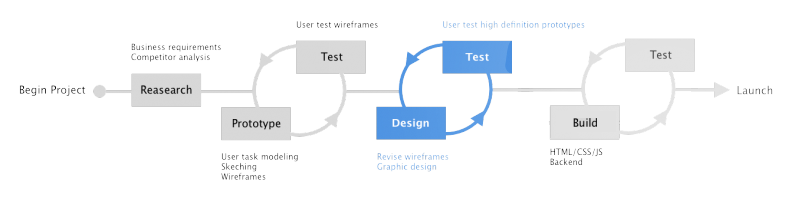 User test wireframes
User test high definition prototypes
Business requirements
Competitor analysis
Test
Test
Test
Begin Project
Reasearch
Launch
Prototype
Design
Build
User task modeling
Skeching
Wireframes
Revise wireframes
Graphic design
HTML/CSS/JS
Backend